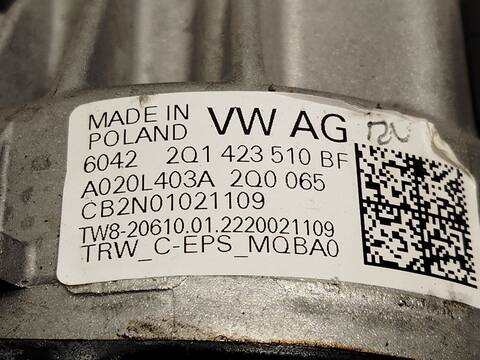 MADE IN POLAND VW AG
6042 2Q1 423 510 BF
A020L403A 2Q0 065
CB2N01021109
TW8-20610.01.2220021109
TRW_C-EPS_MQBA0